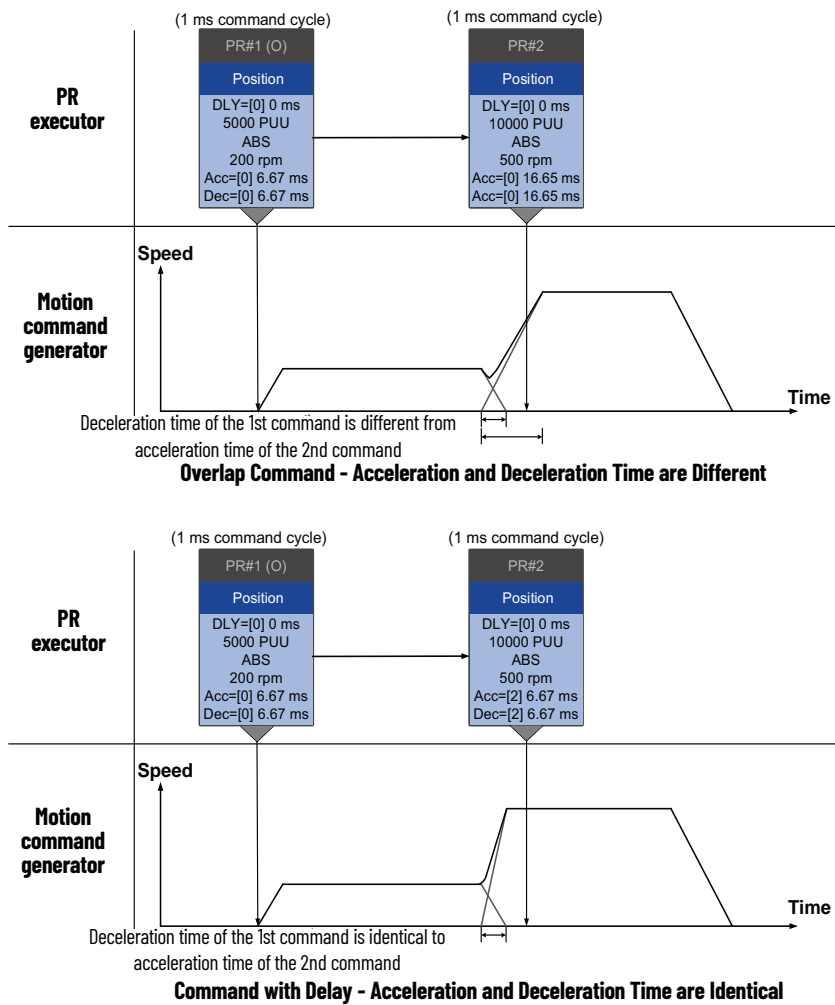 (1 ms command cycle) (1 ms command cycle)
PR#1 (O) PR#2
Position Position
PR
executor
DLY=[0] 0 ms DLY=[0] 0 ms
5000 PUU 10000 PUU
ABS ABS
200 rpm 500 rpm
Acc=[0] 6.67 ms Acc=[0] 16.65 ms
Dec=[0] 6.67 ms Acc=[0] 16.65 ms
Speed
Motion
command
generator
Time
Deceleration time of the 1st command is different from
acceleration time of the 2nd command
Overlap Command - Acceleration and Deceleration Time are Different
(1 ms command cycle) (1 ms command cycle)
PR#1 (O) PR#2
Position Position
PR
executor
DLY=[0] 0 ms DLY=[0] 0 ms
5000 PUU 10000 PUU
ABS ABS
200 rpm 500 rpm
Acc=[0] 6.67 ms Acc=[2] 6.67 ms
Dec=[0] 6.67 ms Dec=[2] 6.67 ms
Speed
Motion
command
generator
Time
Deceleration time of the 1st command is identical to
acceleration time of the 2nd command
Command with Delay - Acceleration and Deceleration Time are Identical